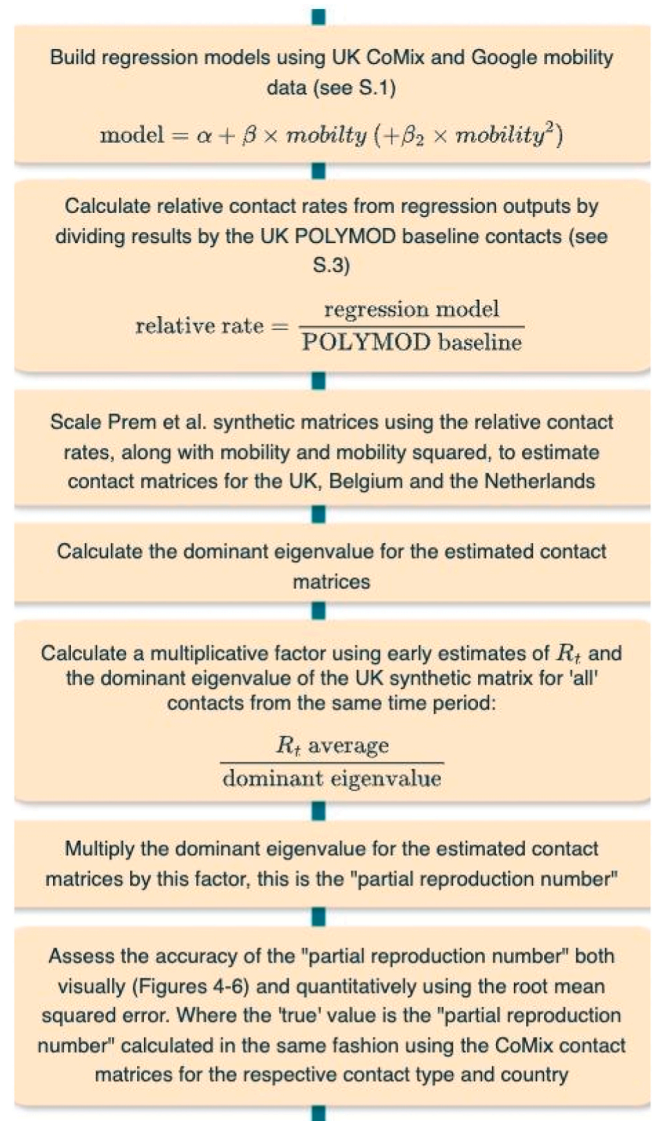 Build regression models using UK CoMix and Google mobility
data (see S.1)
model = α + β × mobilty (+β₂ × mobility²)
Calculate relative contact rates from regression outputs by
dividing results by the UK POLYMOD baseline contacts (see
S.3)
relative rate = regression model / POLYMOD baseline
Scale Prem et al. synthetic matrices using the relative contact
rates, along with mobility and mobility squared, to estimate
contact matrices for the UK, Belgium and the Netherlands
Calculate the dominant eigenvalue for the estimated contact
matrices
Calculate a multiplicative factor using early estimates of Rₜ and
the dominant eigenvalue of the UK synthetic matrix for 'all'
contacts from the same time period:
Rₜ average
dominant eigenvalue
Multiply the dominant eigenvalue for the estimated contact
matrices by this factor, this is the "partial reproduction number"
Assess the accuracy of the "partial reproduction number" both
visually (Figures 4-6) and quantitatively using the root mean
squared error. Where the 'true' value is the "partial reproduction
number" calculated in the same fashion using the CoMix contact
matrices for the respective contact type and country